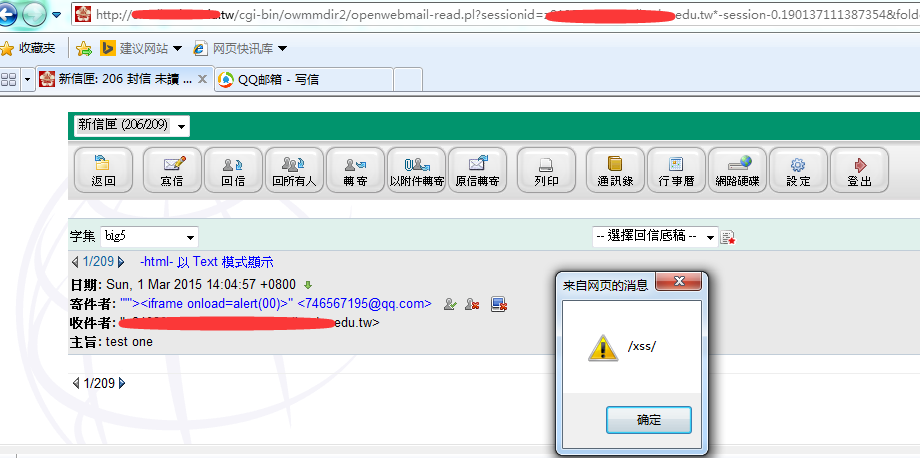 http://
.tw/cgi-bin/owmmdir2/openwebmail-read.pl?sessionid=
edu.tw*-session-0.190137111387354&fold
收藏夹 建议网站 网页快讯库
新信匣: 206 封信 未讀 ... QQ邮箱 - 写信
新信匣 (206/209)
返回 寫信 回信 回所有人 轉寄 以附件轉寄 原信轉寄 列印 通訊錄 行事曆 網路硬碟 設定 登出
字集 big5 -- 選擇回信底稿 --
1/209 -html- 以 Text 模式顯示
日期: Sun, 1 Mar 2015 14:04:57 +0800
寄件者: """><iframe onload=alert(00)>" <746567195@qq.com>
收件者: edu.tw>
主旨: test one
1/209
来自网页的消息
/xss/
确定